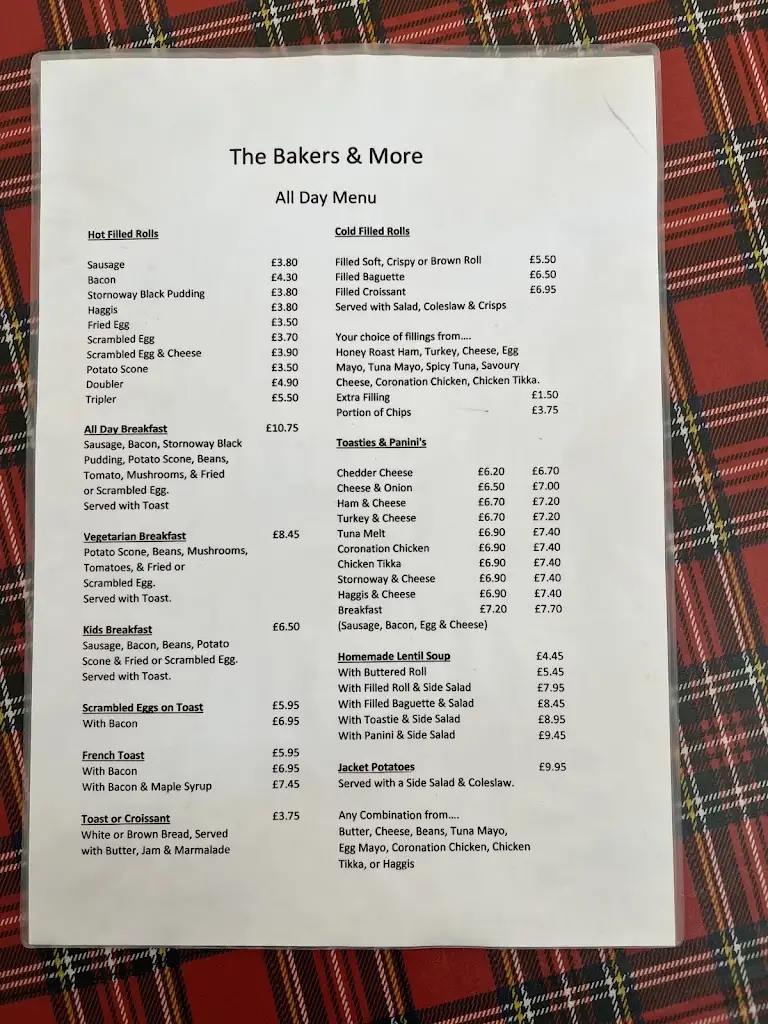 The Bakers & More
All Day Menu
Hot Filled Rolls
Sausage £3.80
Bacon £4.30
Stornoway Black Pudding £3.80
Haggis £3.80
Fried Egg £3.50
Scrambled Egg £3.70
Scrambled Egg & Cheese £3.90
Potato Scone £3.50
Doubler £4.90
Tripler £5.50
All Day Breakfast £10.75
Sausage, Bacon, Stornoway Black
Pudding, Potato Scone, Beans,
Tomato, Mushrooms, & Fried
or Scrambled Egg.
Served with Toast
Vegetarian Breakfast £8.45
Potato Scone, Beans, Mushrooms,
Tomatoes, & Fried or
Scrambled Egg.
Served with Toast.
Kids Breakfast £6.50
Sausage, Bacon, Beans, Potato
Scone & Fried or Scrambled Egg.
Served with Toast.
Scrambled Eggs on Toast £5.95
With Bacon £6.95
French Toast £5.95
With Bacon £6.95
With Bacon & Maple Syrup £7.45
Toast or Croissant £3.75
White or Brown Bread, Served
with Butter, Jam & Marmalade
Cold Filled Rolls
Filled Soft, Crispy or Brown Roll £5.50
Filled Baguette £6.50
Filled Croissant £6.95
Served with Salad, Coleslaw & Crisps
Your choice of fillings from....
Honey Roast Ham, Turkey, Cheese, Egg
Mayo, Tuna Mayo, Spicy Tuna, Savoury
Cheese, Coronation Chicken, Chicken Tikka.
Extra Filling £1.50
Portion of Chips £3.75
Toasties & Panini's
Chedder Cheese £6.20 £6.70
Cheese & Onion £6.50 £7.00
Ham & Cheese £6.70 £7.20
Turkey & Cheese £6.70 £7.20
Tuna Melt £6.90 £7.40
Coronation Chicken £6.90 £7.40
Chicken Tikka £6.90 £7.40
Stornoway & Cheese £6.90 £7.40
Haggis & Cheese £6.90 £7.40
Breakfast £7.20 £7.70
(Sausage, Bacon, Egg & Cheese)
Homemade Lentil Soup £4.45
With Buttered Roll £5.45
With Filled Roll & Side Salad £7.95
With Filled Baguette & Salad £8.45
With Toastie & Side Salad £8.95
With Panini & Side Salad £9.45
Jacket Potatoes £9.95
Served with a Side Salad & Coleslaw.
Any Combination from....
Butter, Cheese, Beans, Tuna Mayo,
Egg Mayo, Coronation Chicken, Chicken
Tikka, or Haggis